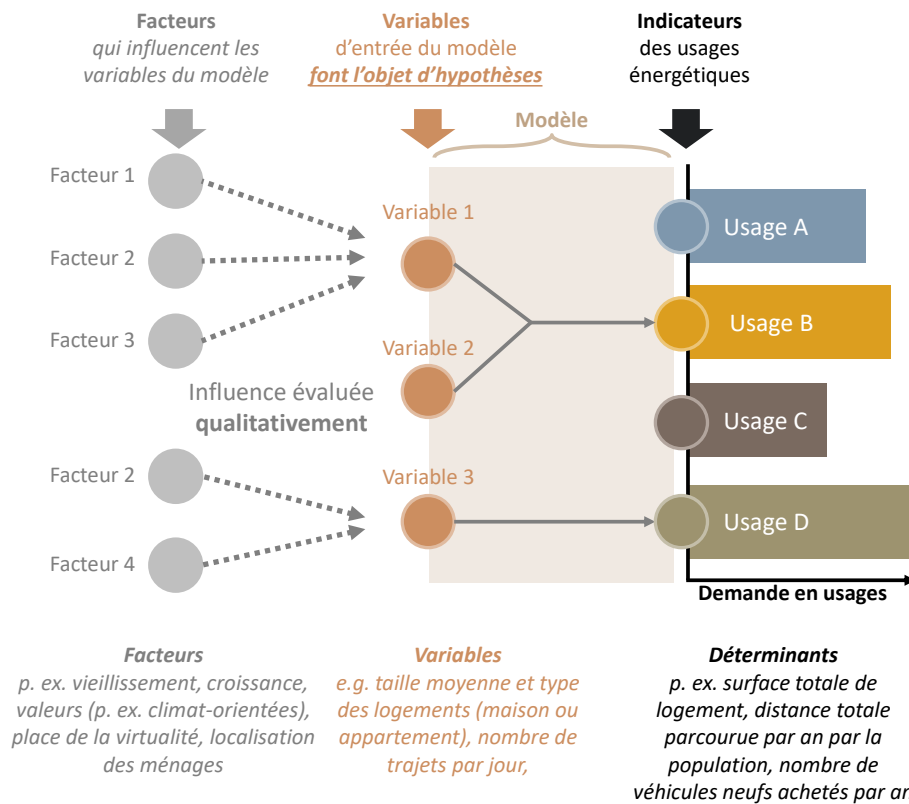 Facteurs
qui influencent les
variables du modèle
Variables
d'entrée du modèle
font l'objet d'hypothèses
Indicateurs
des usages
énergétiques
Modèle
Facteur 1
Facteur 2
Facteur 3
Influence évaluée
qualitativement
Facteur 2
Facteur 4
Variable 1
Variable 2
Variable 3
Usage A
Usage B
Usage C
Usage D
Demande en usages
Facteurs
p. ex. vieillissement, croissance,
valeurs (p. ex. climat-orientées),
place de la virtualité, localisation
des ménages
Variables
e.g. taille moyenne et type
des logements (maison ou
appartement), nombre de
trajets par jour,
Déterminants
p. ex. surface totale de
logement, distance totale
parcourue par an par la
population, nombre de
véhicules neufs achetés par an